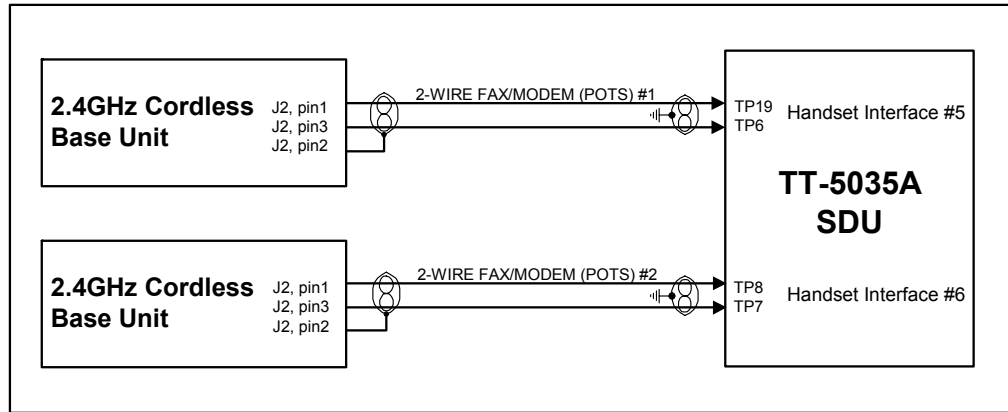 2.4GHz Cordless
Base Unit
J2, pin1
J2, pin3
J2, pin2
2-WIRE FAX/MODEM (POTS) #1
TP19
TP6
Handset Interface #5
TT-5035A
SDU
2.4GHz Cordless
Base Unit
J2, pin1
J2, pin3
J2, pin2
2-WIRE FAX/MODEM (POTS) #2
TP8
TP7
Handset Interface #6